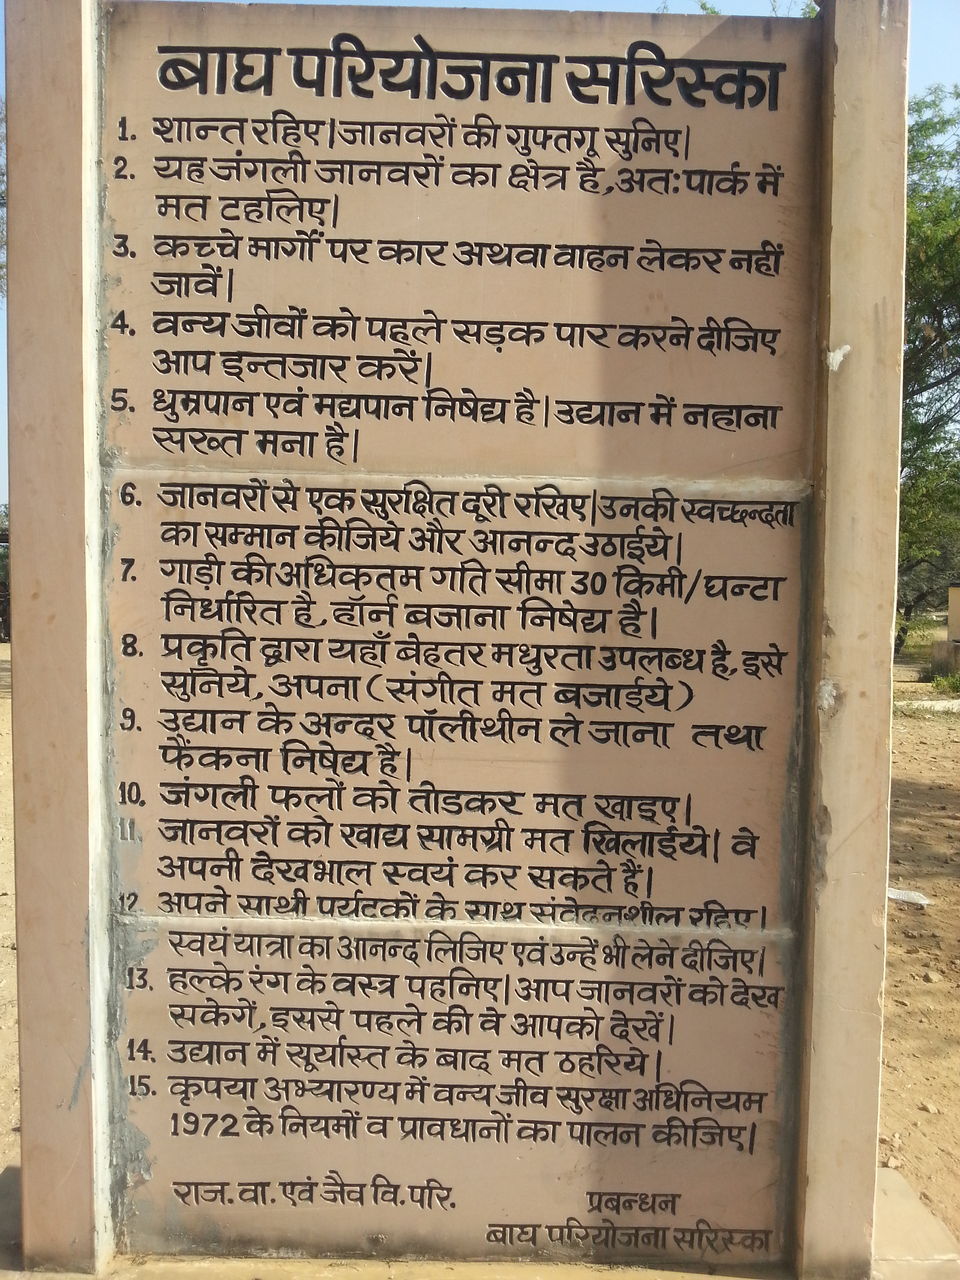 बाघ परियोजना सरिस्का
1. शान्त रहिए। जानवरों की गुफ्तगू सुनिए।
2. यह जंगली जानवरों का क्षेत्र है, अतः पार्क में
मत टहलिए।
3. कच्चे मार्गों पर कार अथवा वाहन लेकर नहीं
जावें।
4. वन्य जीवों को पहले सड़क पार करने दीजिए
आप इन्तजार करें।
5. धुम्रपान एवं मद्यपान निषेद्य है। उद्यान में नहाना
सख्त मना है।
6. जानवरों से एक सुरक्षित दूरी रखिए। उनकी स्वच्छन्दता
का सम्मान कीजिये और आनन्द उठाईये।
7. गाड़ी की अधिकतम गति सीमा 30 किमी/घन्टा
निर्धारित है, हॉर्न बजाना निषेद्य है।
8. प्रकृति द्वारा यहाँ बेहतर मधुरता उपलब्ध है, इसे
सुनिये, अपना (संगीत मत बजाईये)
9. उद्यान के अन्दर पॉलीथीन ले जाना तथा
फेंकना निषेद्य है।
10. जंगली फलों को तोडकर मत खाइए।
11. जानवरों को खाद्य सामग्री मत खिलाईये। वे
अपनी देखभाल स्वयं कर सकते हैं।
12. अपने साथी पर्यटकों के साथ संवेदनशील रहिए।
स्वयं यात्रा का आनन्द लिजिए एवं उन्हें भी लेने दीजिए।
13. हल्के रंग के वस्त्र पहनिए। आप जानवरों को देख
सकेगें, इससे पहले की वे आपको देखें।
14. उद्यान में सूर्यास्त के बाद मत ठहरिये।
15. कृपया अभ्यारण्य में वन्य जीव सुरक्षा अधिनियम
1972 के नियमों व प्रावधानों का पालन कीजिए।
राज. वा. एवं जैव वि. परि.
प्रबन्धन
बाघ परियोजना सरिस्का